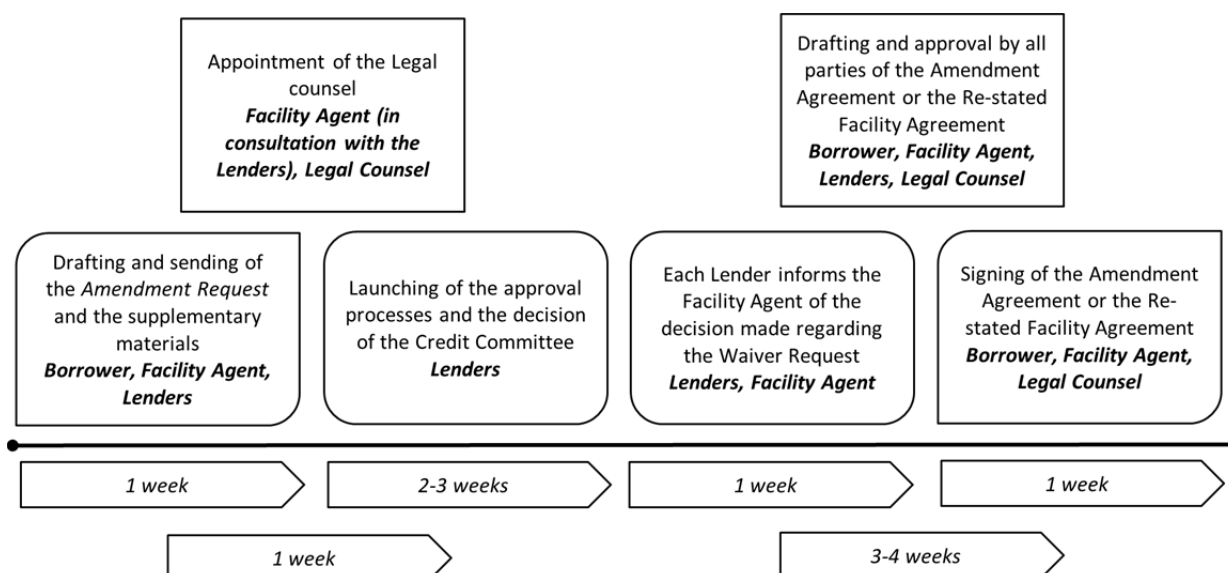 Appointment of the Legal
counsel
Facility Agent (in
consultation with the
Lenders), Legal Counsel
Drafting and approval by all
parties of the Amendment
Agreement or the Re-stated
Facility Agreement
Borrower, Facility Agent,
Lenders, Legal Counsel
Drafting and sending of
the Amendment Request
and the supplementary
materials
Borrower, Facility Agent,
Lenders
Launching of the approval
processes and the decision
of the Credit Committee
Lenders
Each Lender informs the
Facility Agent of the
decision made regarding
the Waiver Request
Lenders, Facility Agent
Signing of the Amendment
Agreement or the Re-
stated Facility Agreement
Borrower, Facility Agent,
Legal Counsel
1 week
2-3 weeks
1 week
1 week
1 week
3-4 weeks